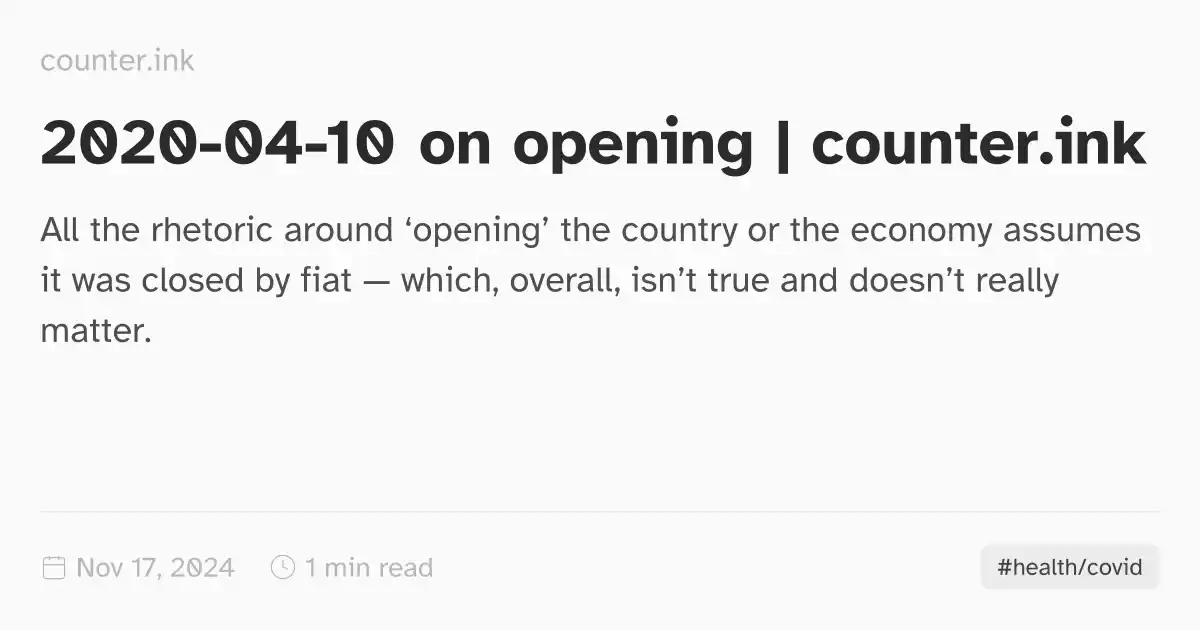 counter.ink
2020-04-10 on opening | counter.ink
All the rhetoric around ‘opening’ the country or the economy assumes
it was closed by fiat — which, overall, isn’t true and doesn’t really
matter.
Nov 17, 2024 1 min read #health/covid